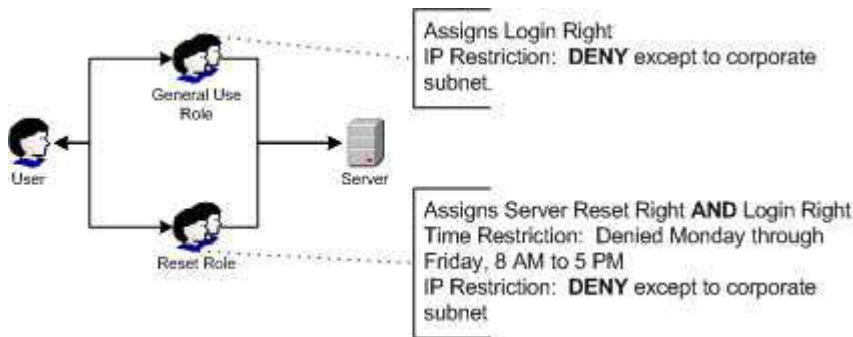 Assigns Login Right
IP Restriction: DENY except to corporate
subnet.
General Use
Role
User
Server
Assigns Server Reset Right AND Login Right
Time Restriction: Denied Monday through
Friday, 8 AM to 5 PM
IP Restriction: DENY except to corporate
subnet
Reset Role